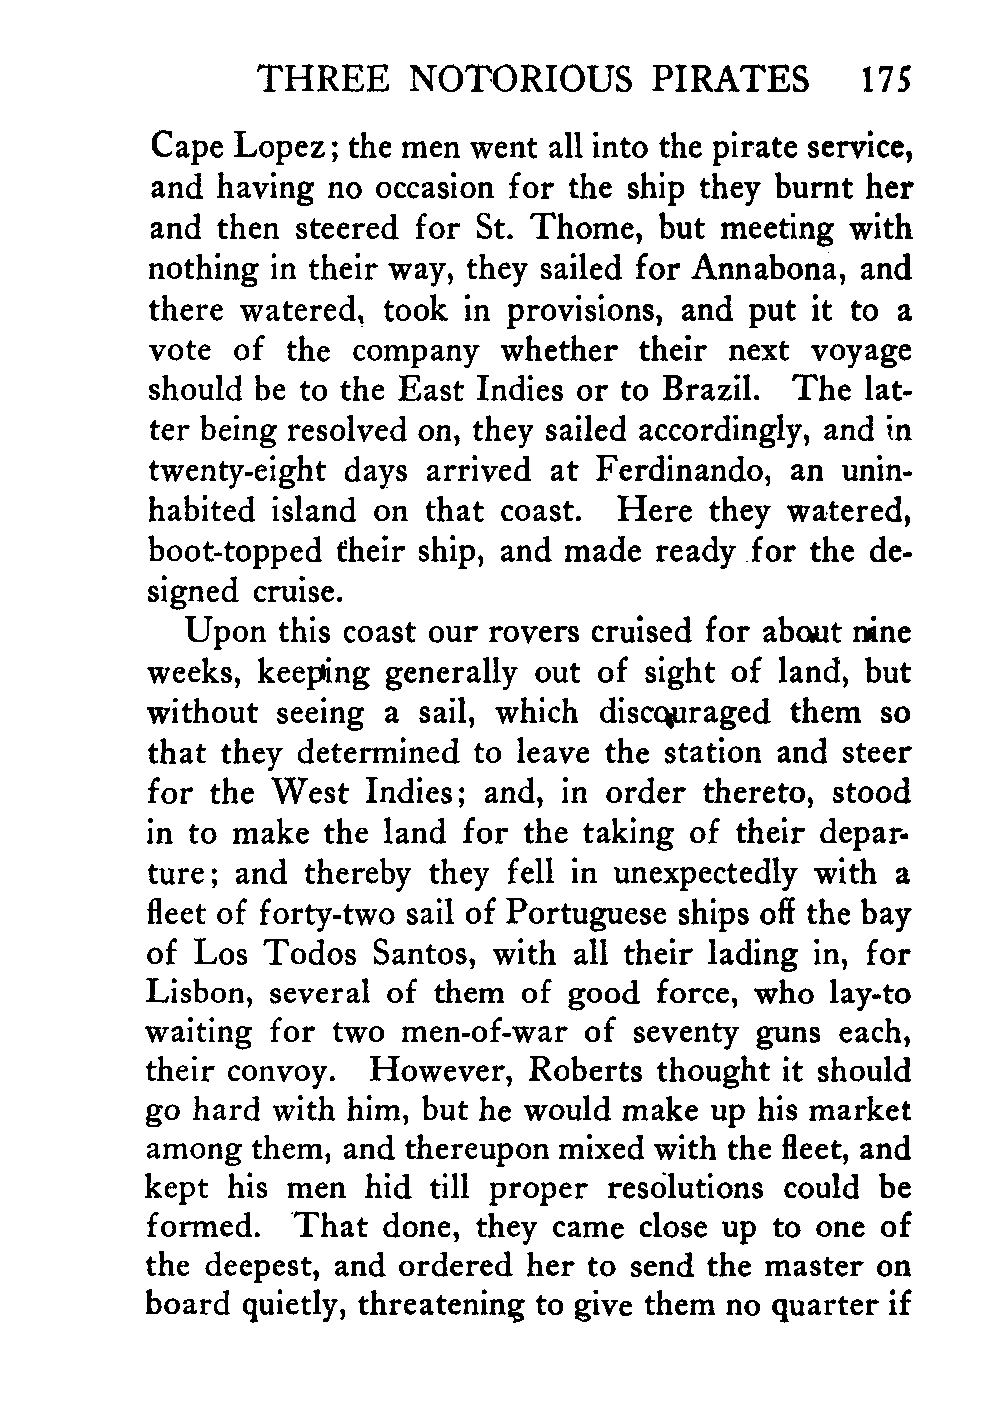 THREE NOTORIOUS PIRATES 175
Cape Lopez; the men went all into the pirate service,
and having no occasion for the ship they burnt her
and then steered for St. Thome, but meeting with
nothing in their way, they sailed for Annabona, and
there watered, took in provisions, and put it to a
vote of the company whether their next voyage
should be to the East Indies or to Brazil. The lat-
ter being resolved on, they sailed accordingly, and in
twenty-eight days arrived at Ferdinando, an unin-
habited island on that coast. Here they watered,
boot-topped their ship, and made ready for the de-
signed cruise.
Upon this coast our rovers cruised for about nine
weeks, keeping generally out of sight of land, but
without seeing a sail, which discouraged them so
that they determined to leave the station and steer
for the West Indies; and, in order thereto, stood
in to make the land for the taking of their depar-
ture; and thereby they fell in unexpectedly with a
fleet of forty-two sail of Portuguese ships off the bay
of Los Todos Santos, with all their lading in, for
Lisbon, several of them of good force, who lay-to
waiting for two men-of-war of seventy guns each,
their convoy. However, Roberts thought it should
go hard with him, but he would make up his market
among them, and thereupon mixed with the fleet, and
kept his men hid till proper resolutions could be
formed. That done, they came close up to one of
the deepest, and ordered her to send the master on
board quietly, threatening to give them no quarter if